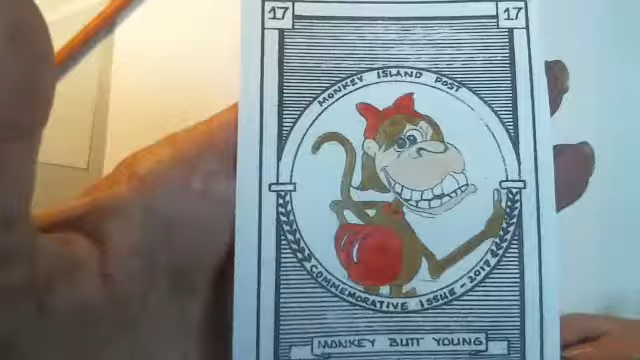 17 17
MONKEY ISLAND POST
COMMEMORATIVE ISSUE - 2017
MONKEY BUTT YOUNG